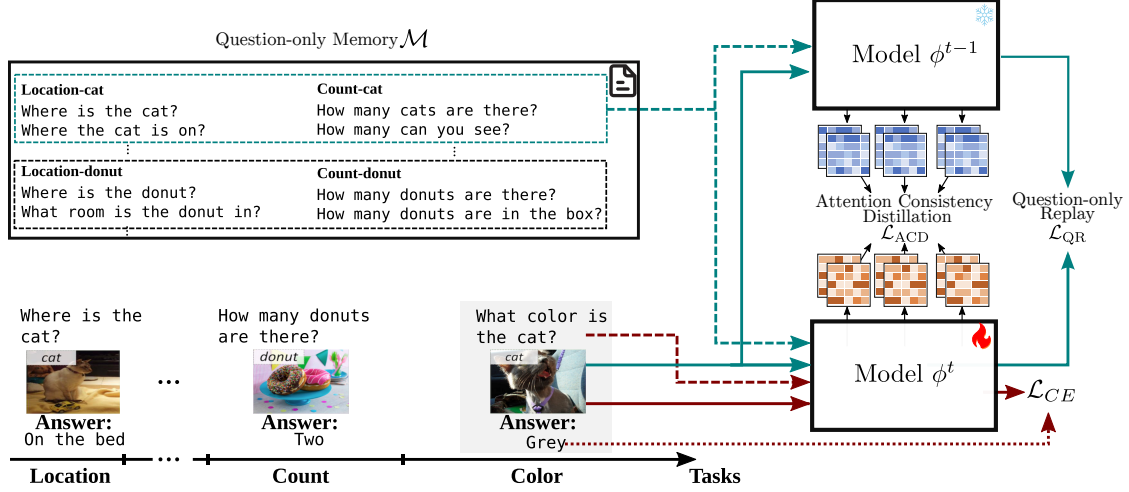 Question-only Memory ℳ
Location-cat
Where is the cat?
Where the cat is on?
Count-cat
How many cats are there?
How many can you see?
Location-donut
Where is the donut?
What room is the donut in?
Count-donut
How many donuts are there?
How many donuts are in the box?
Model ϕ^{t−1}
Attention Consistency
Distillation
ℒ_ACD
Question-only
Replay
ℒ_QR
Model ϕ^t
ℒ_CE
Where is the
cat?
cat
Answer:
On the bed
...
How many donuts
are there?
donut
Answer:
Two
What color is
the cat?
cat
Answer:
Grey
Location
...
Count
Color
Tasks